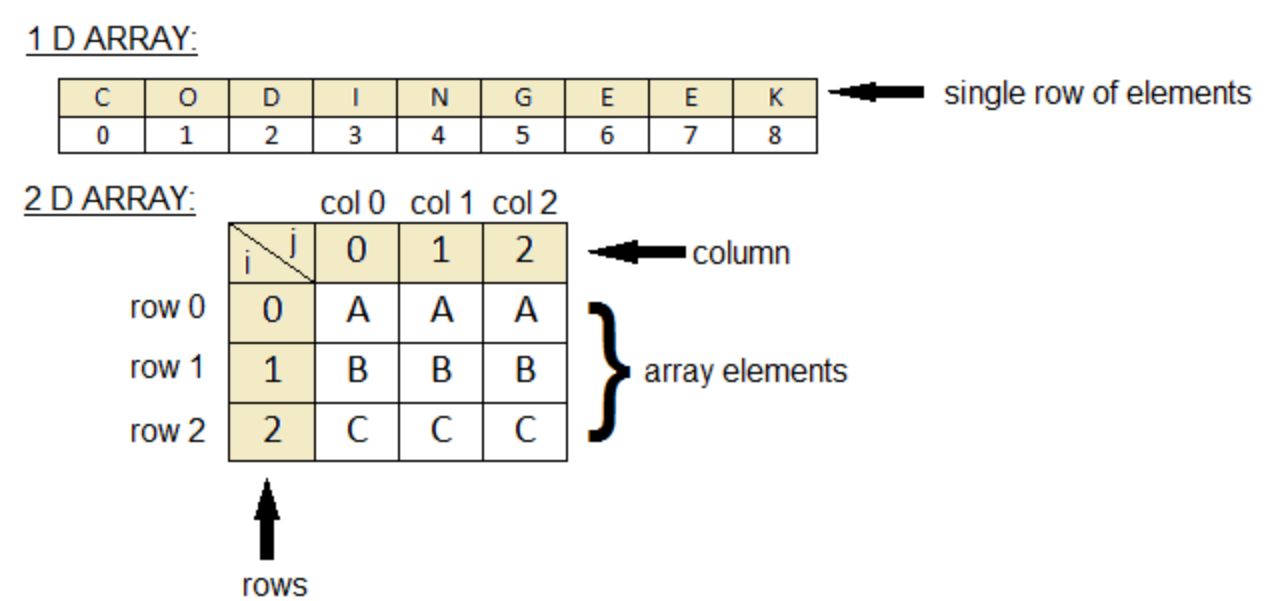 1 D ARRAY:
C O D I N G E E K
single row of elements
0 1 2 3 4 5 6 7 8
2 D ARRAY:
col 0 col 1 col 2
i j 0 1 2
column
row 0 0 A A A
row 1 1 B B B
array elements
row 2 2 C C C
rows